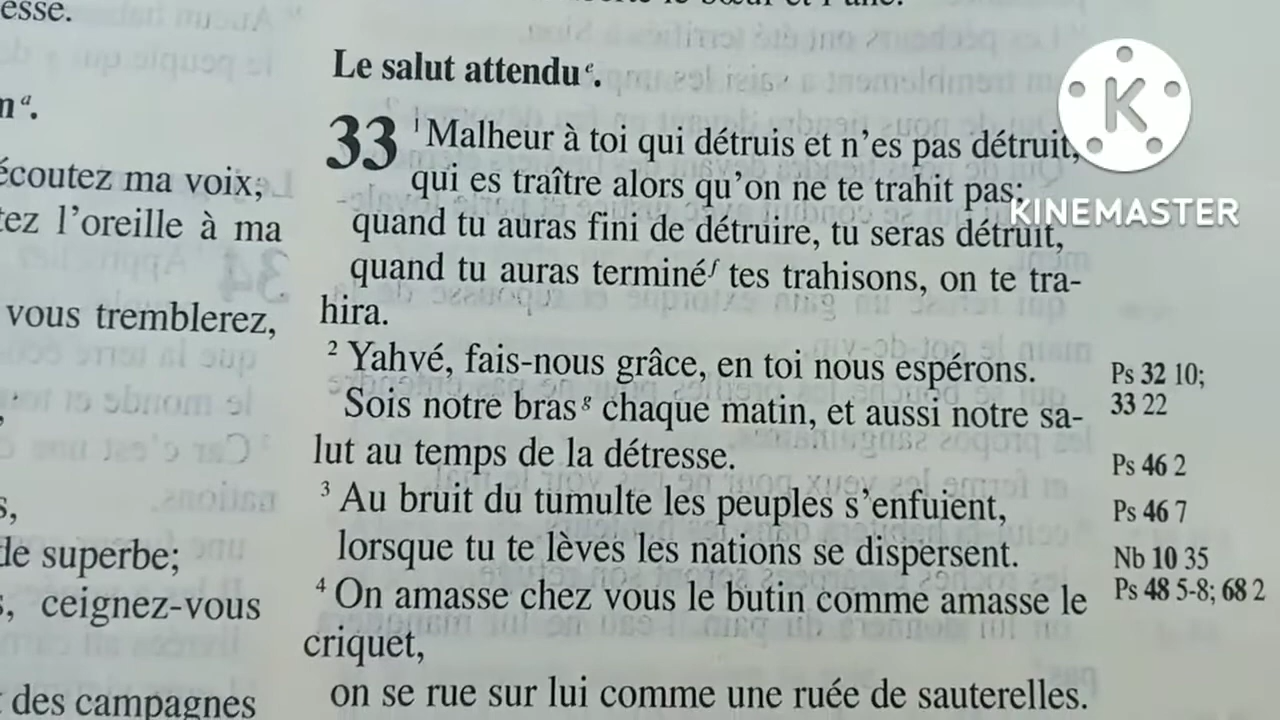 esse.
nᵃ.
écoutez ma voix,
tez l'oreille à ma
vous tremblerez,
s,
de superbe;
s, ceignez-vous
des campagnes
Le salut attenduᵉ.
33 ¹ Malheur à toi qui détruis et n'es pas détruit,
qui es traître alors qu'on ne te trahit pas;
quand tu auras fini de détruire, tu seras détruit,
quand tu auras terminéᶠ tes trahisons, on te tra-
hira.
² Yahvé, fais-nous grâce, en toi nous espérons.
Sois notre brasᵍ chaque matin, et aussi notre sa-
lut au temps de la détresse.
³ Au bruit du tumulte les peuples s'enfuient,
lorsque tu te lèves les nations se dispersent.
⁴ On amasse chez vous le butin comme amasse le
criquet,
on se rue sur lui comme une ruée de sauterelles.
Ps 32 10;
33 22
Ps 46 2
Ps 46 7
Nb 10 35
Ps 48 5-8; 68 2
K
KINEMASTER